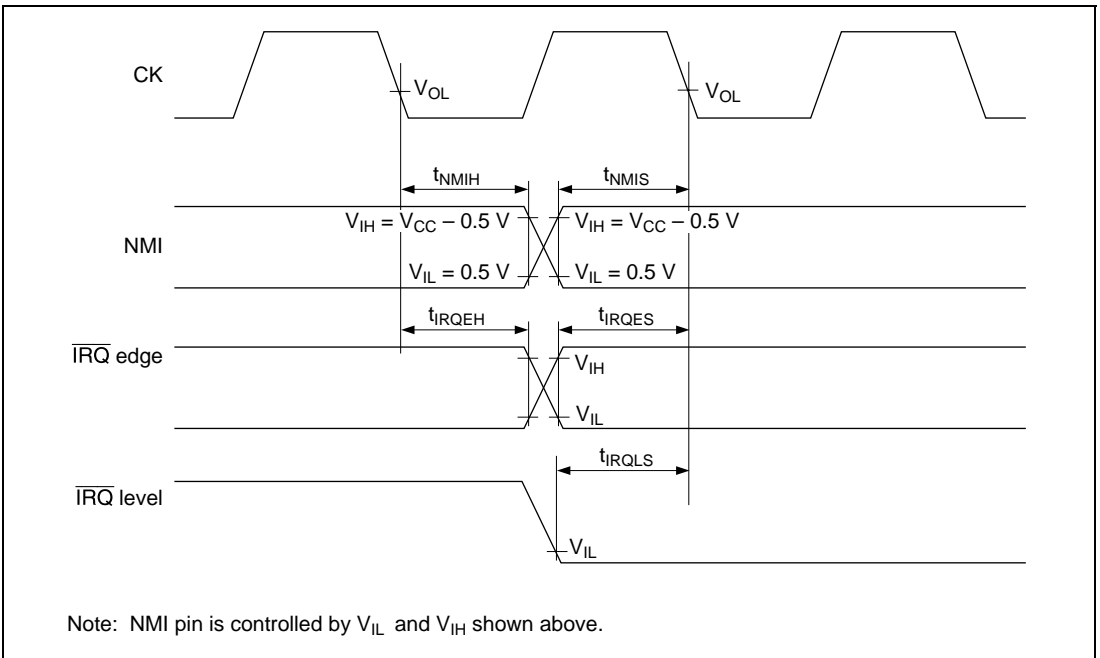 CK
V_OL V_OL
t_NMIH t_NMIS
V_IH = V_CC – 0.5 V V_IH = V_CC – 0.5 V
NMI
V_IL = 0.5 V V_IL = 0.5 V
t_IRQEH t_IRQES
I̅R̅Q̅ edge
V_IH
V_IL
t_IRQLS
I̅R̅Q̅ level
V_IL
Note: NMI pin is controlled by V_IL and V_IH shown above.